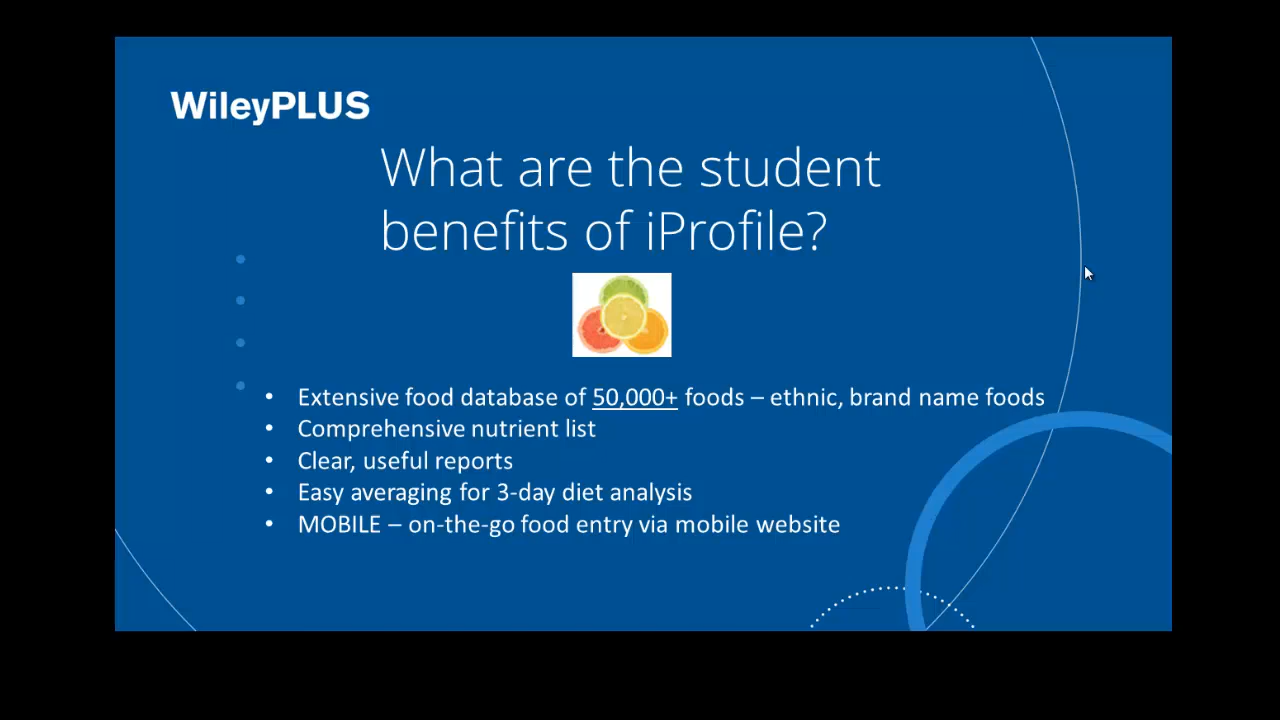 WileyPLUS
What are the student
benefits of iProfile?
• Extensive food database of 50,000+ foods – ethnic, brand name foods
• Comprehensive nutrient list
• Clear, useful reports
• Easy averaging for 3-day diet analysis
• MOBILE – on-the-go food entry via mobile website